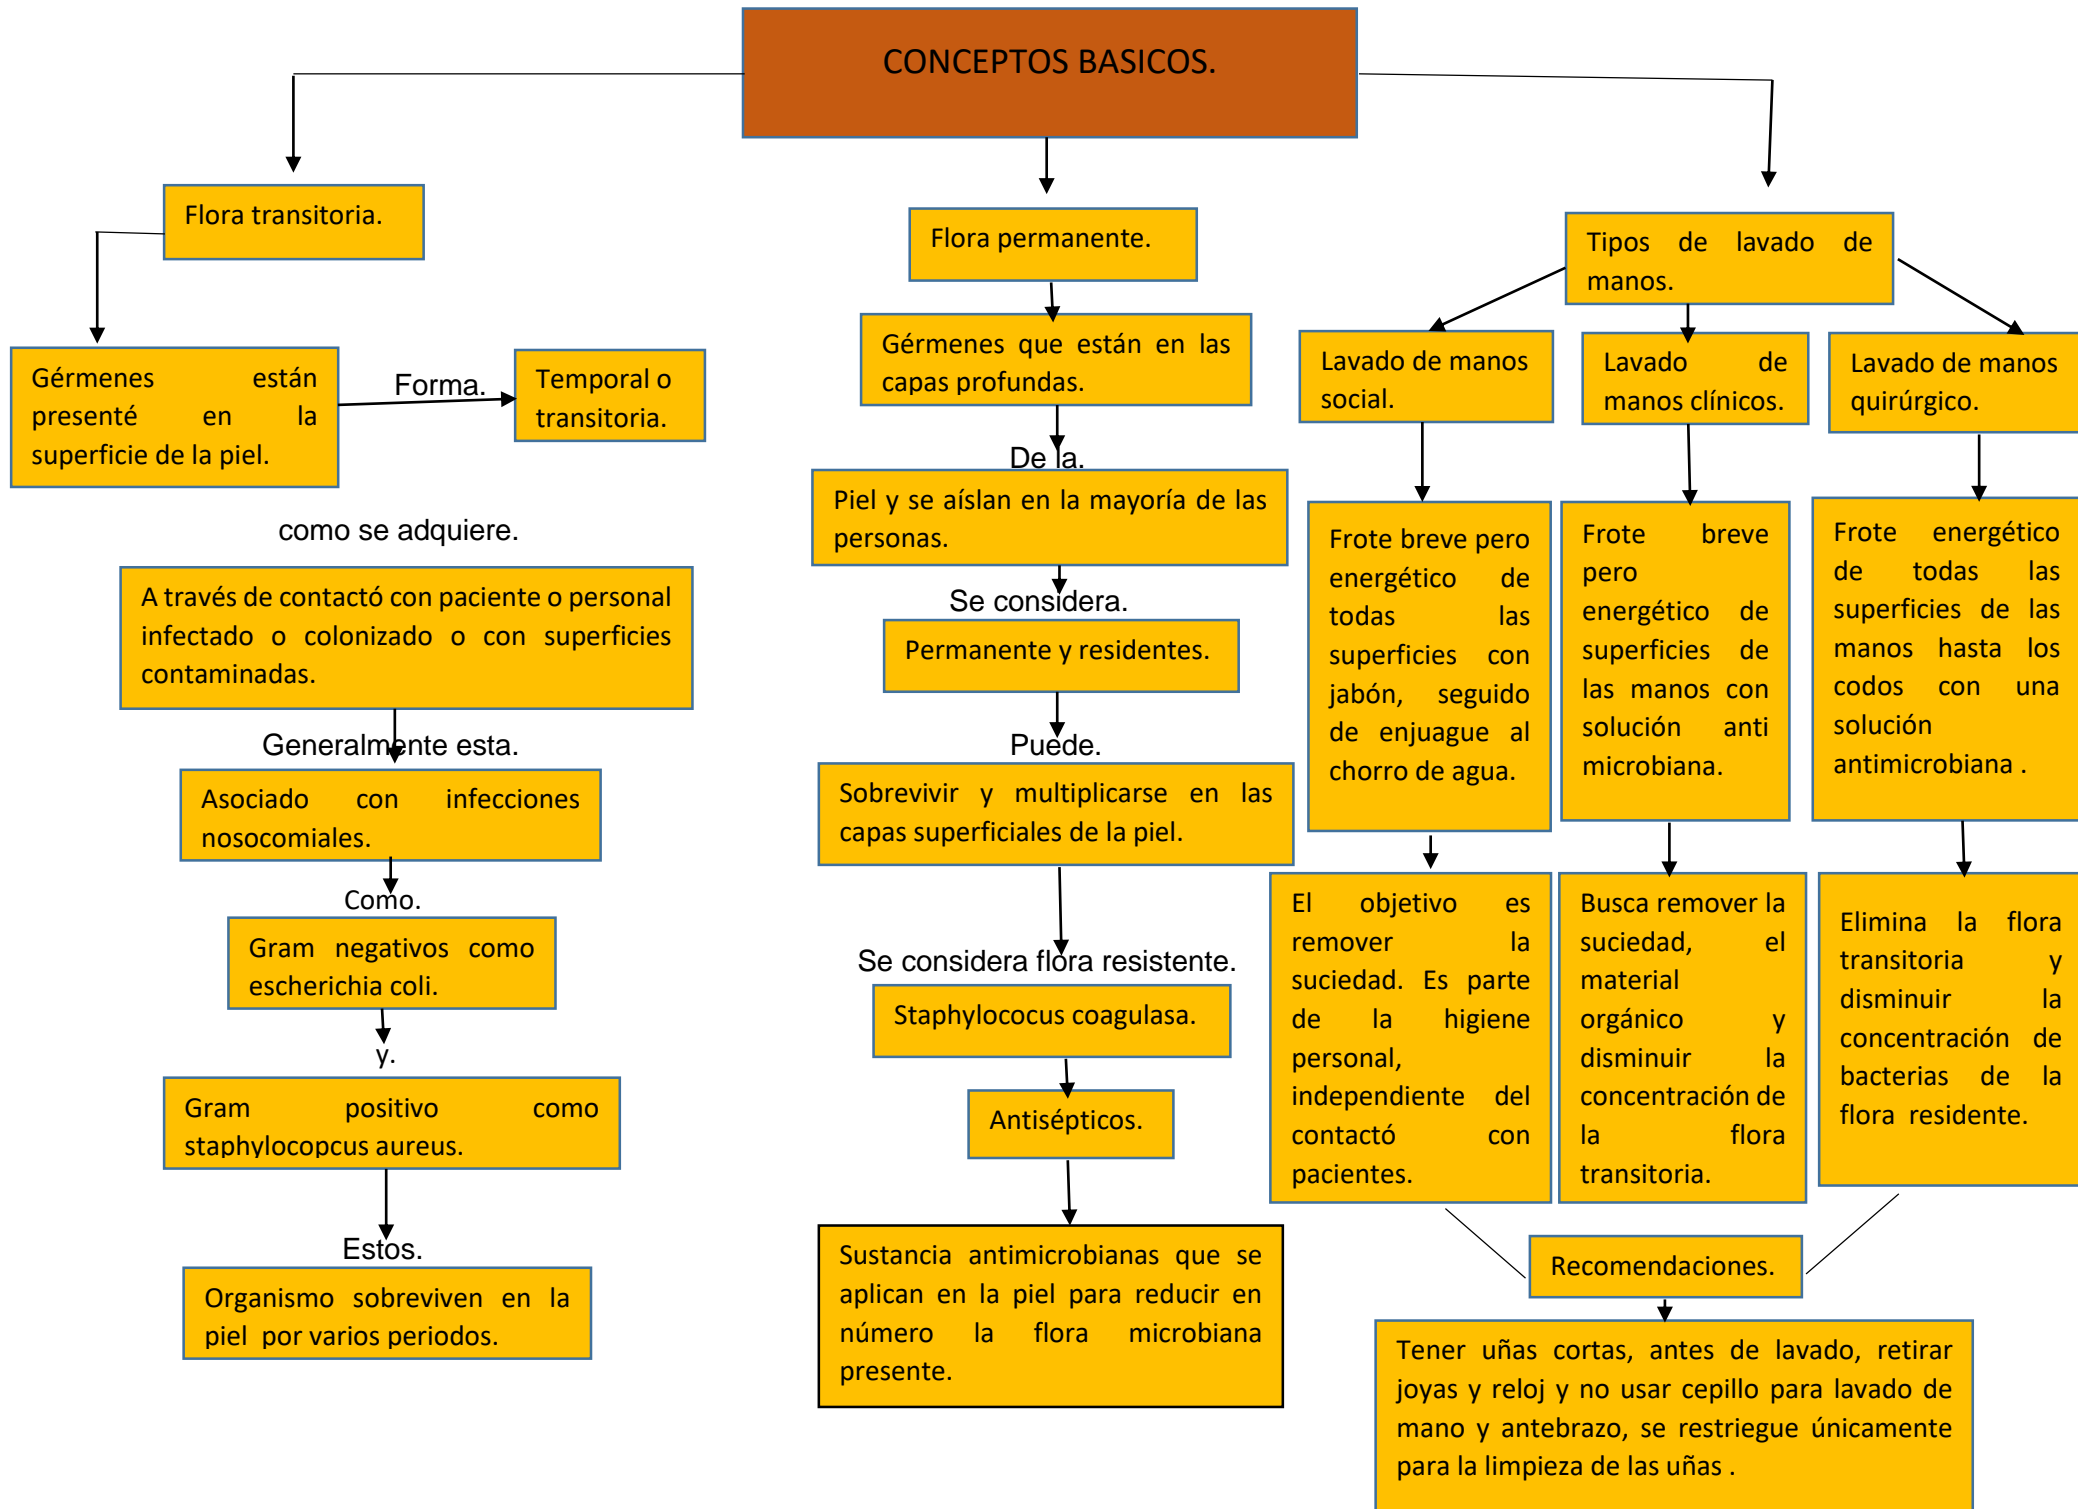 CONCEPTOS BASICOS.
Flora transitoria.
Gérmenes están
presenté en la
superficie de la piel.
Forma.
Temporal o
transitoria.
como se adquiere.
A través de contactó con paciente o personal
infectado o colonizado o con superficies
contaminadas.
Generalmente esta.
Asociado con infecciones
nosocomiales.
Como.
Gram negativos como
escherichia coli.
y.
Gram positivo como
staphylocopcus aureus.
Estos.
Organismo sobreviven en la
piel por varios periodos.
Flora permanente.
Gérmenes que están en las
capas profundas.
De la.
Piel y se aíslan en la mayoría de las
personas.
Se considera.
Permanente y residentes.
Puede.
Sobrevivir y multiplicarse en las
capas superficiales de la piel.
Se considera flora resistente.
Staphylococus coagulasa.
Antisépticos.
Sustancia antimicrobianas que se
aplican en la piel para reducir en
número la flora microbiana
presente.
Tipos de lavado de
manos.
Lavado de manos
social.
Frote breve pero
energético de
todas las
superficies con
jabón, seguido
de enjuague al
chorro de agua.
El objetivo es
remover la
suciedad. Es parte
de la higiene
personal,
independiente del
contactó con
pacientes.
Lavado de
manos clínicos.
Frote breve
pero
energético de
superficies de
las manos con
solución anti
microbiana.
Busca remover la
suciedad, el
material
orgánico y
disminuir la
concentración de
la flora
transitoria.
Lavado de manos
quirúrgico.
Frote energético
de todas las
superficies de las
manos hasta los
codos con una
solución
antimicrobiana .
Elimina la flora
transitoria y
disminuir la
concentración de
bacterias de la
flora residente.
Recomendaciones.
Tener uñas cortas, antes de lavado, retirar
joyas y reloj y no usar cepillo para lavado de
mano y antebrazo, se restriegue únicamente
para la limpieza de las uñas .